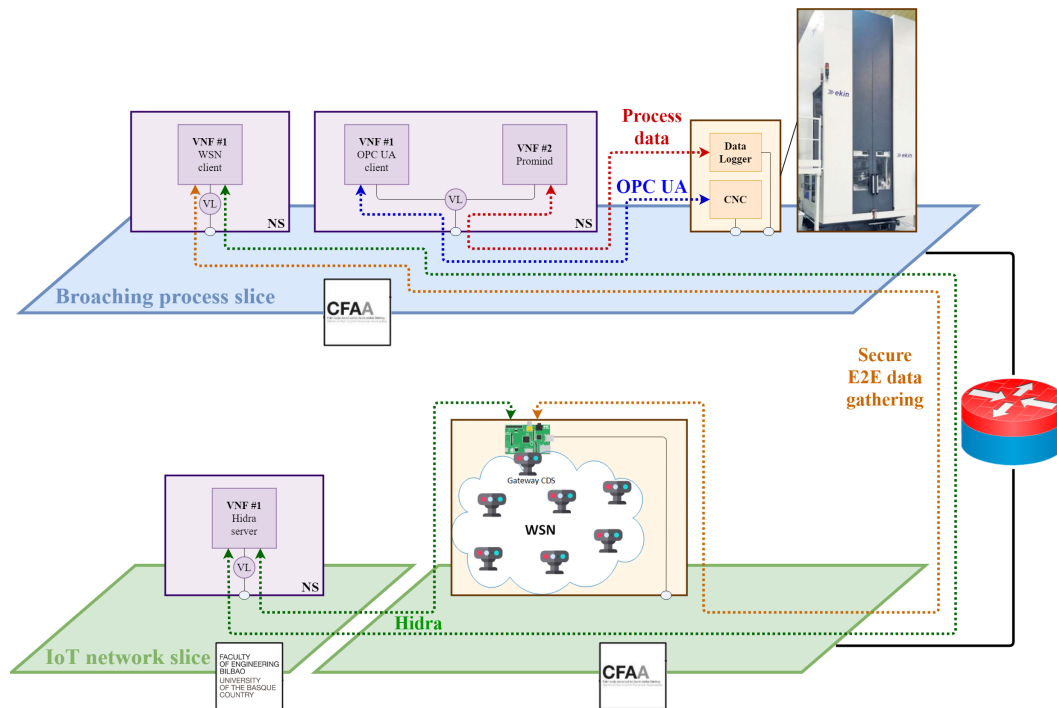 ekin
ekin
Process
data
VNF #1
WSN
client
VNF #1
OPC UA
client
VNF #2
Promind
Data
Logger
OPC UA
CNC
VL
VL
NS
NS
Broaching process slice
CFAA
Secure
E2E data
gathering
Gateway CDS
VNF #1
Hidra
server
WSN
VL
NS
Hidra
IoT network slice
FACULTY
OF ENGINEERING
BILBAO
UNIVERSITY
OF THE BASQUE
COUNTRY
CFAA